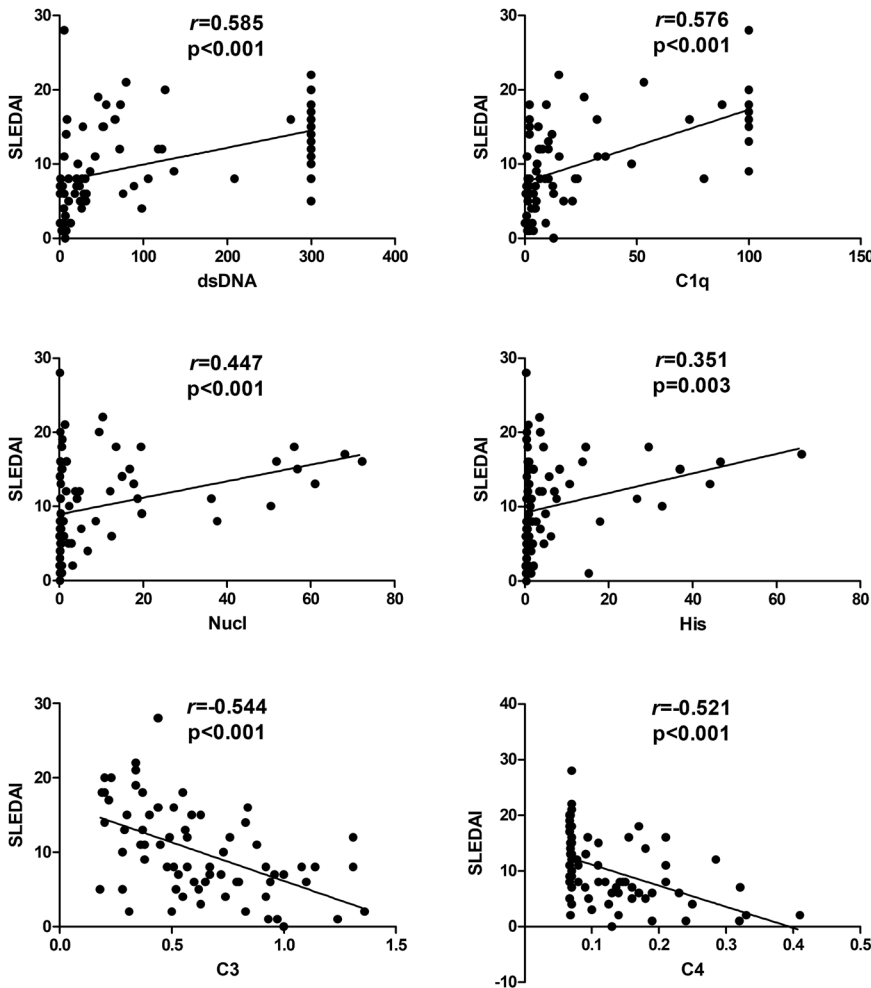 r=0.585
p<0.001
30
20
10
0
SLEDAI
0 100 200 300 400
dsDNA
r=0.576
p<0.001
30
20
10
0
SLEDAI
0 50 100 150
C1q
r=0.447
p<0.001
30
20
10
0
SLEDAI
0 20 40 60 80
Nucl
r=0.351
p=0.003
30
20
10
0
SLEDAI
0 20 40 60 80
His
r=-0.544
p<0.001
30
20
10
0
SLEDAI
0.0 0.5 1.0 1.5
C3
r=-0.521
p<0.001
40
30
20
10
0
-10
SLEDAI
0.1 0.2 0.3 0.4 0.5
C4